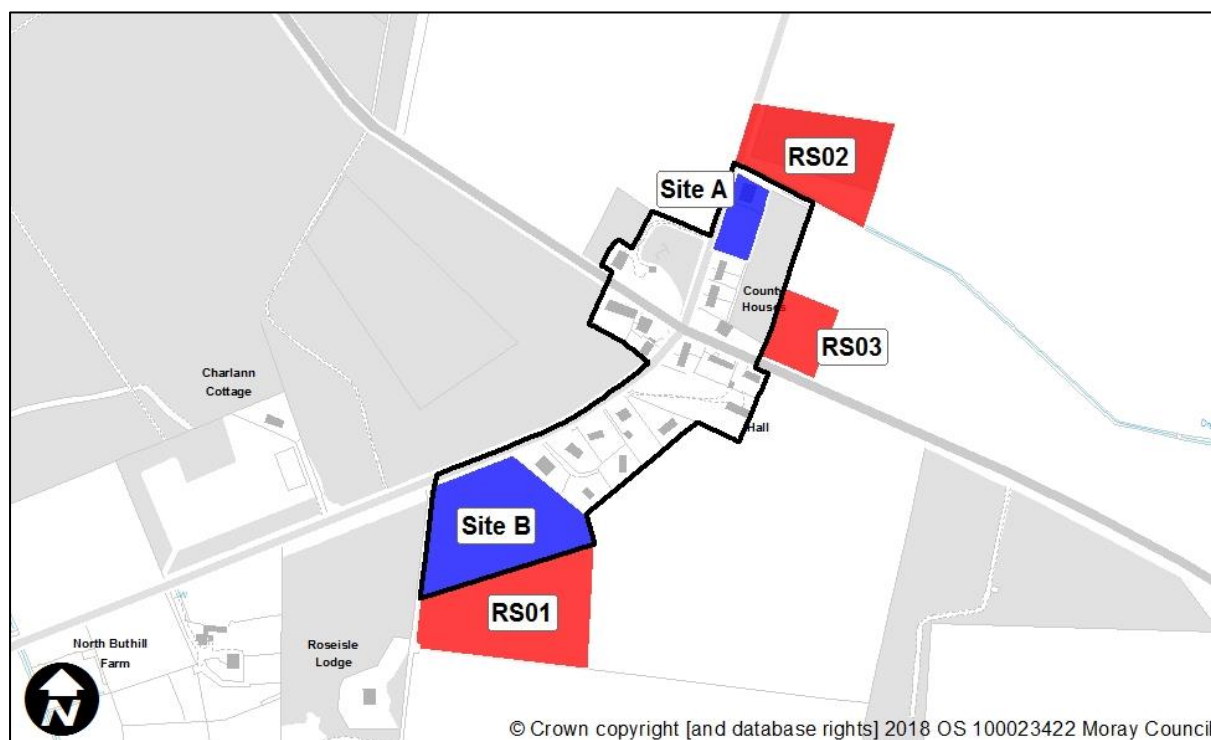 RS02
Site A
County
Houses
RS03
Charlann
Cottage
Hall
Site B
RS01
North Buthill
Farm
Roseisle
Lodge
N
© Crown copyright [and database rights] 2018 OS 100023422 Moray Council